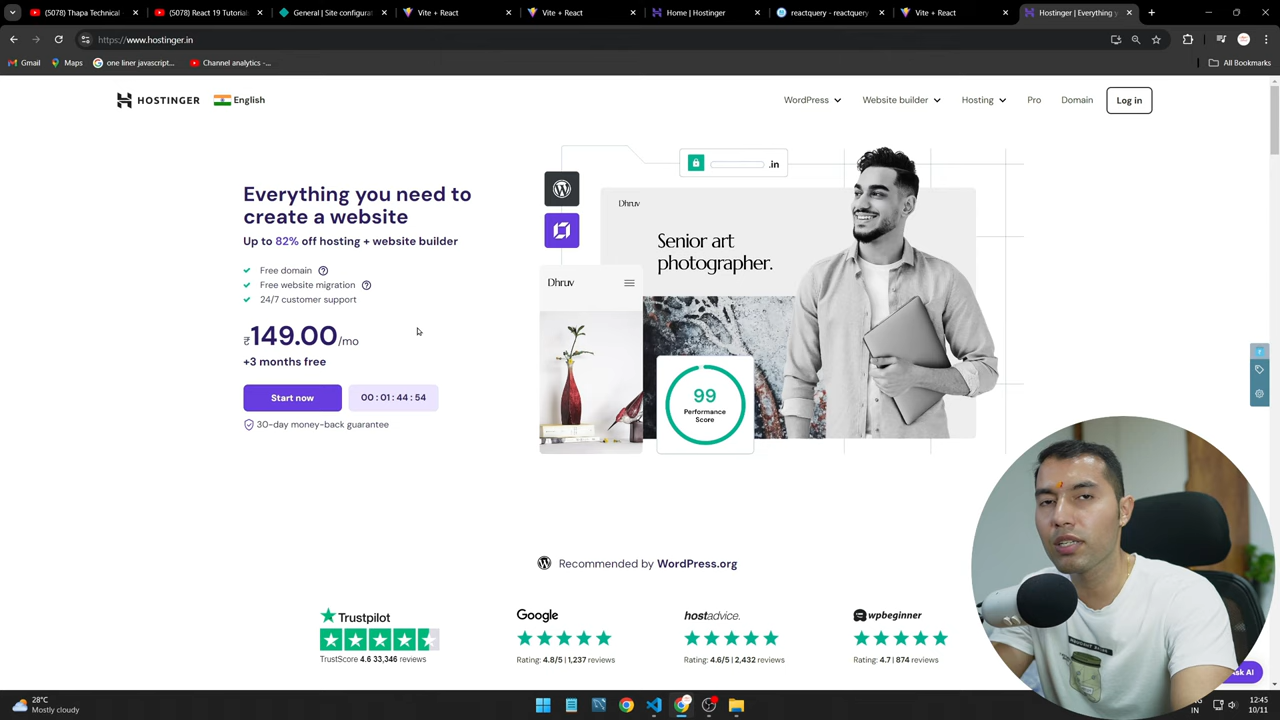 (5078) Thapa Technical
(5078) React 19 Tutorial
General | Site configurat
Vite + React
Vite + React
Home | Hostinger
reactquery – reactquery
Vite + React
Hostinger | Everything y
https://www.hostinger.in
Gmail
Maps
one liner javascript...
Channel analytics -...
All Bookmarks
HOSTINGER
English
WordPress
Website builder
Hosting
Pro
Domain
Log in
.in
Dhruv
Senior art
photographer.
Dhruv
99
Performance
Score
Everything you need to
create a website
Up to 82% off hosting + website builder
Free domain
Free website migration
24/7 customer support
₹149.00/mo
+3 months free
Start now
00 : 01 : 44 : 54
30-day money-back guarantee
Recommended by WordPress.org
Trustpilot
TrustScore 4.6 33,346 reviews
Google
Rating: 4.8/5 | 1,237 reviews
hostadvice.
Rating: 4.6/5 | 2,432 reviews
wpbeginner
Rating: 4.7 | 874 reviews
Ask AI
28°C
Mostly cloudy
IN
12:45
10/11